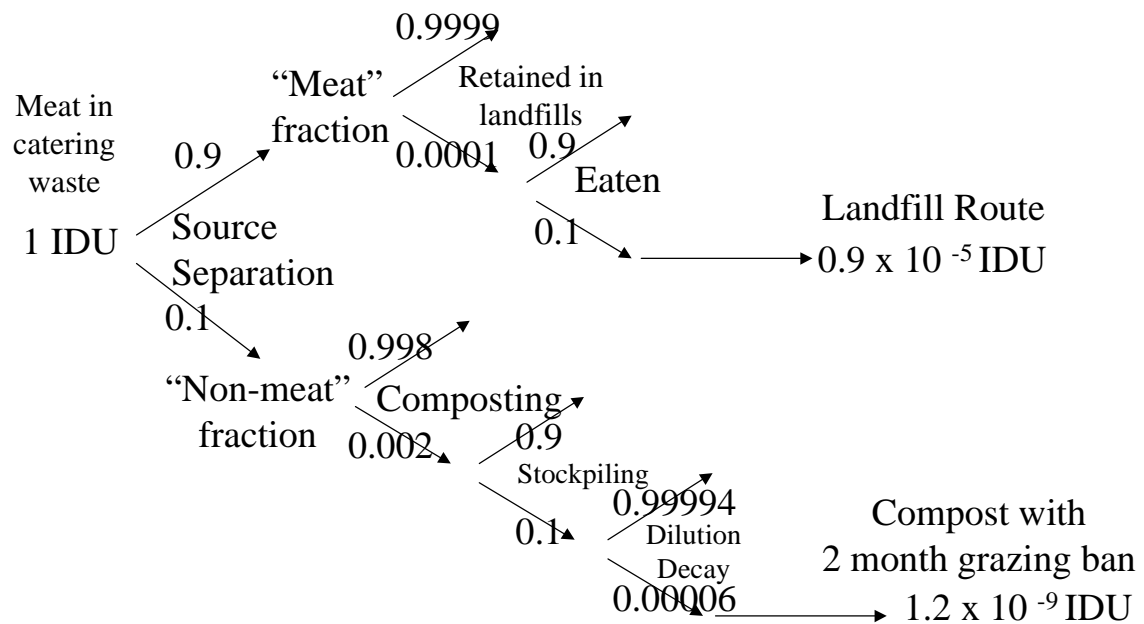 0.9999
“Meat”
fraction
Retained in
landfills
Meat in
catering
waste
0.9
0.0001
0.9
Eaten
1 IDU
Source
Separation
0.1
Landfill Route
0.9 x 10 -5 IDU
0.1
0.998
“Non-meat”
fraction
Composting
0.002
0.9
Stockpiling
0.1
0.99994
Dilution
Decay
0.00006
Compost with
2 month grazing ban
1.2 x 10 -9 IDU